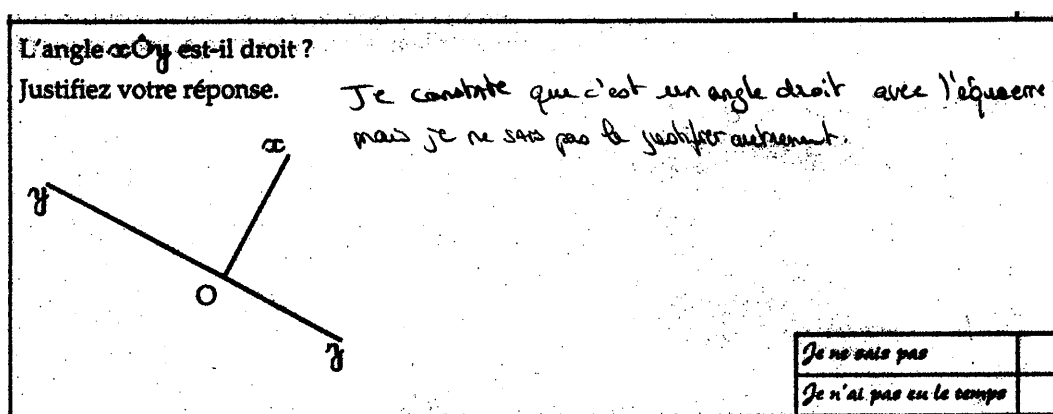 L'angle xÔy est-il droit ?
Justifiez votre réponse.
Je constate que c'est un angle droit avec l'équerre
mais je ne sais pas le justifier autrement.
x
y
O
y
Je ne sais pas
Je n'ai pas eu le temps